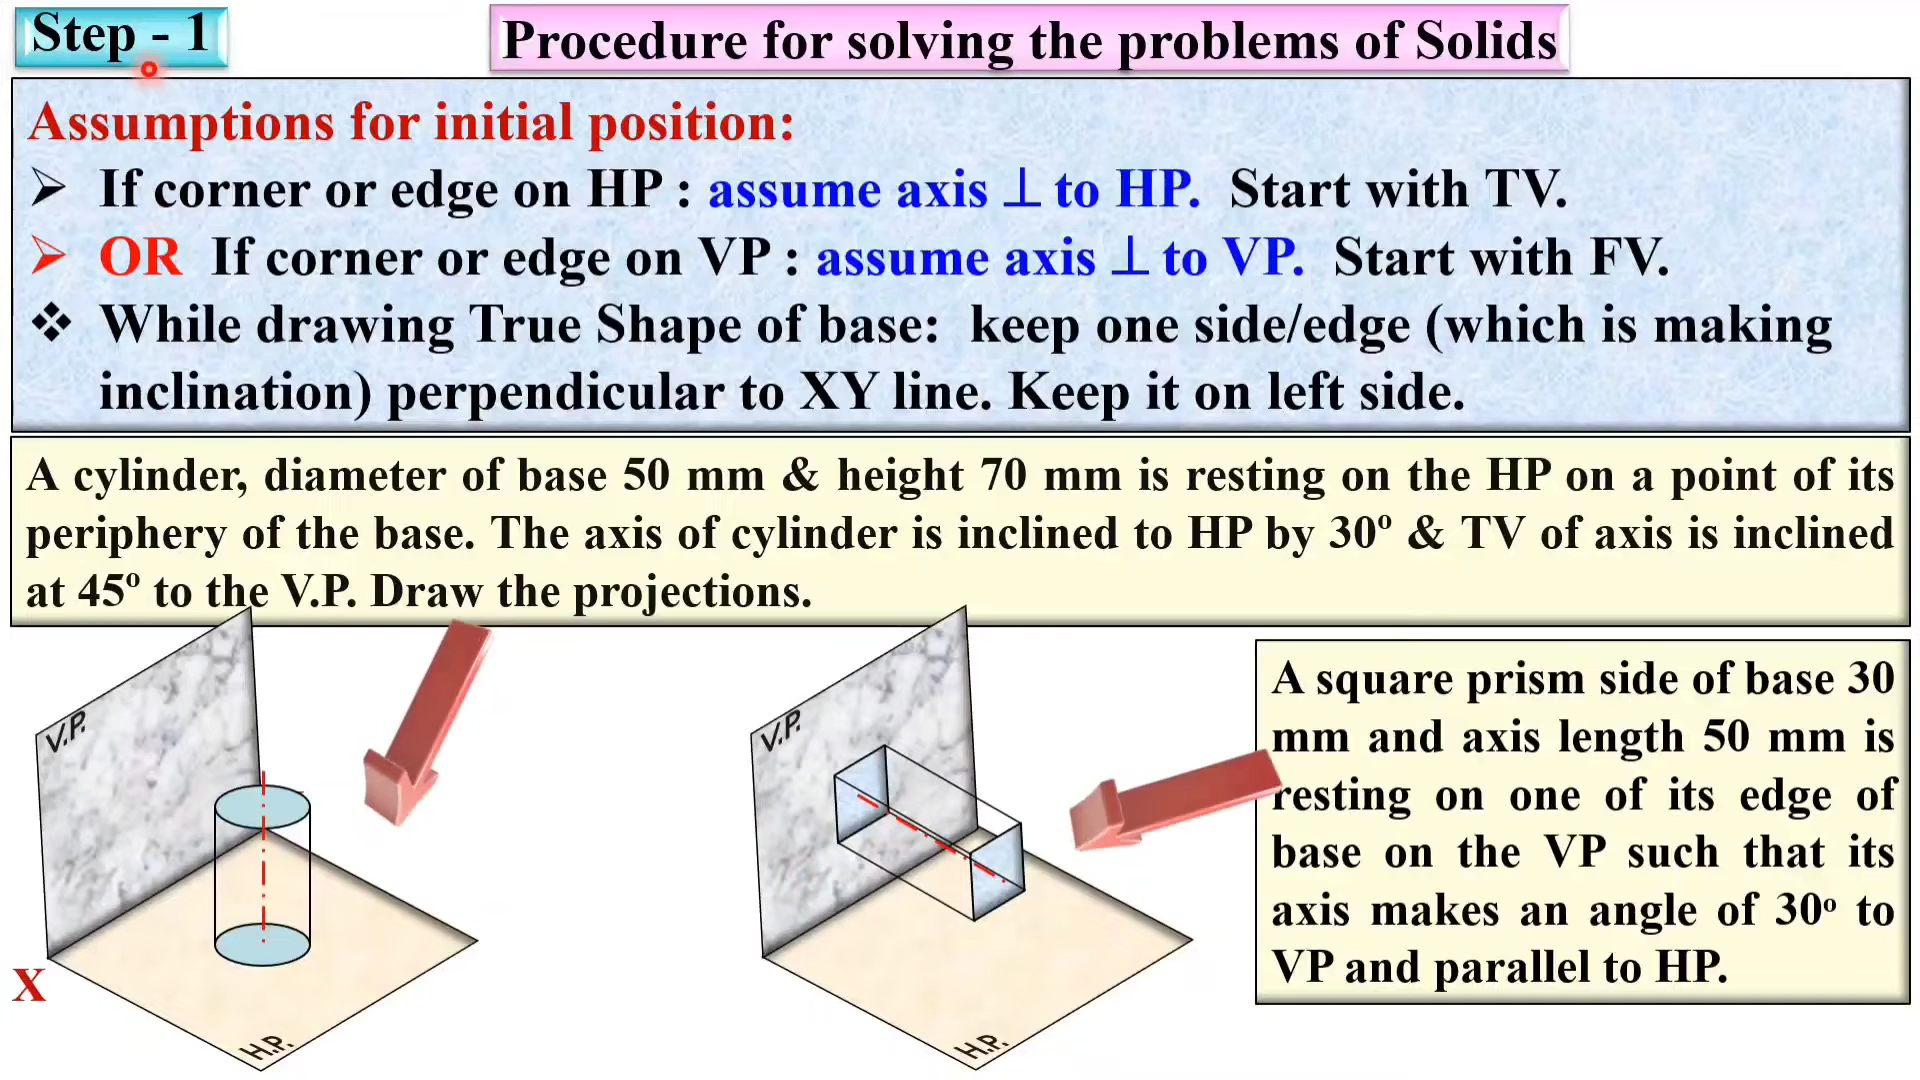 Step - 1
Procedure for solving the problems of Solids
Assumptions for initial position:
➢ If corner or edge on HP : assume axis ⊥ to HP. Start with TV.
➢ OR If corner or edge on VP : assume axis ⊥ to VP. Start with FV.
❖ While drawing True Shape of base: keep one side/edge (which is making
inclination) perpendicular to XY line. Keep it on left side.
A cylinder, diameter of base 50 mm & height 70 mm is resting on the HP on a point of its
periphery of the base. The axis of cylinder is inclined to HP by 30º & TV of axis is inclined
at 45º to the V.P. Draw the projections.
V.P.
X
H.P.
V.P.
H.P.
A square prism side of base 30
mm and axis length 50 mm is
resting on one of its edge of
base on the VP such that its
axis makes an angle of 30º to
VP and parallel to HP.